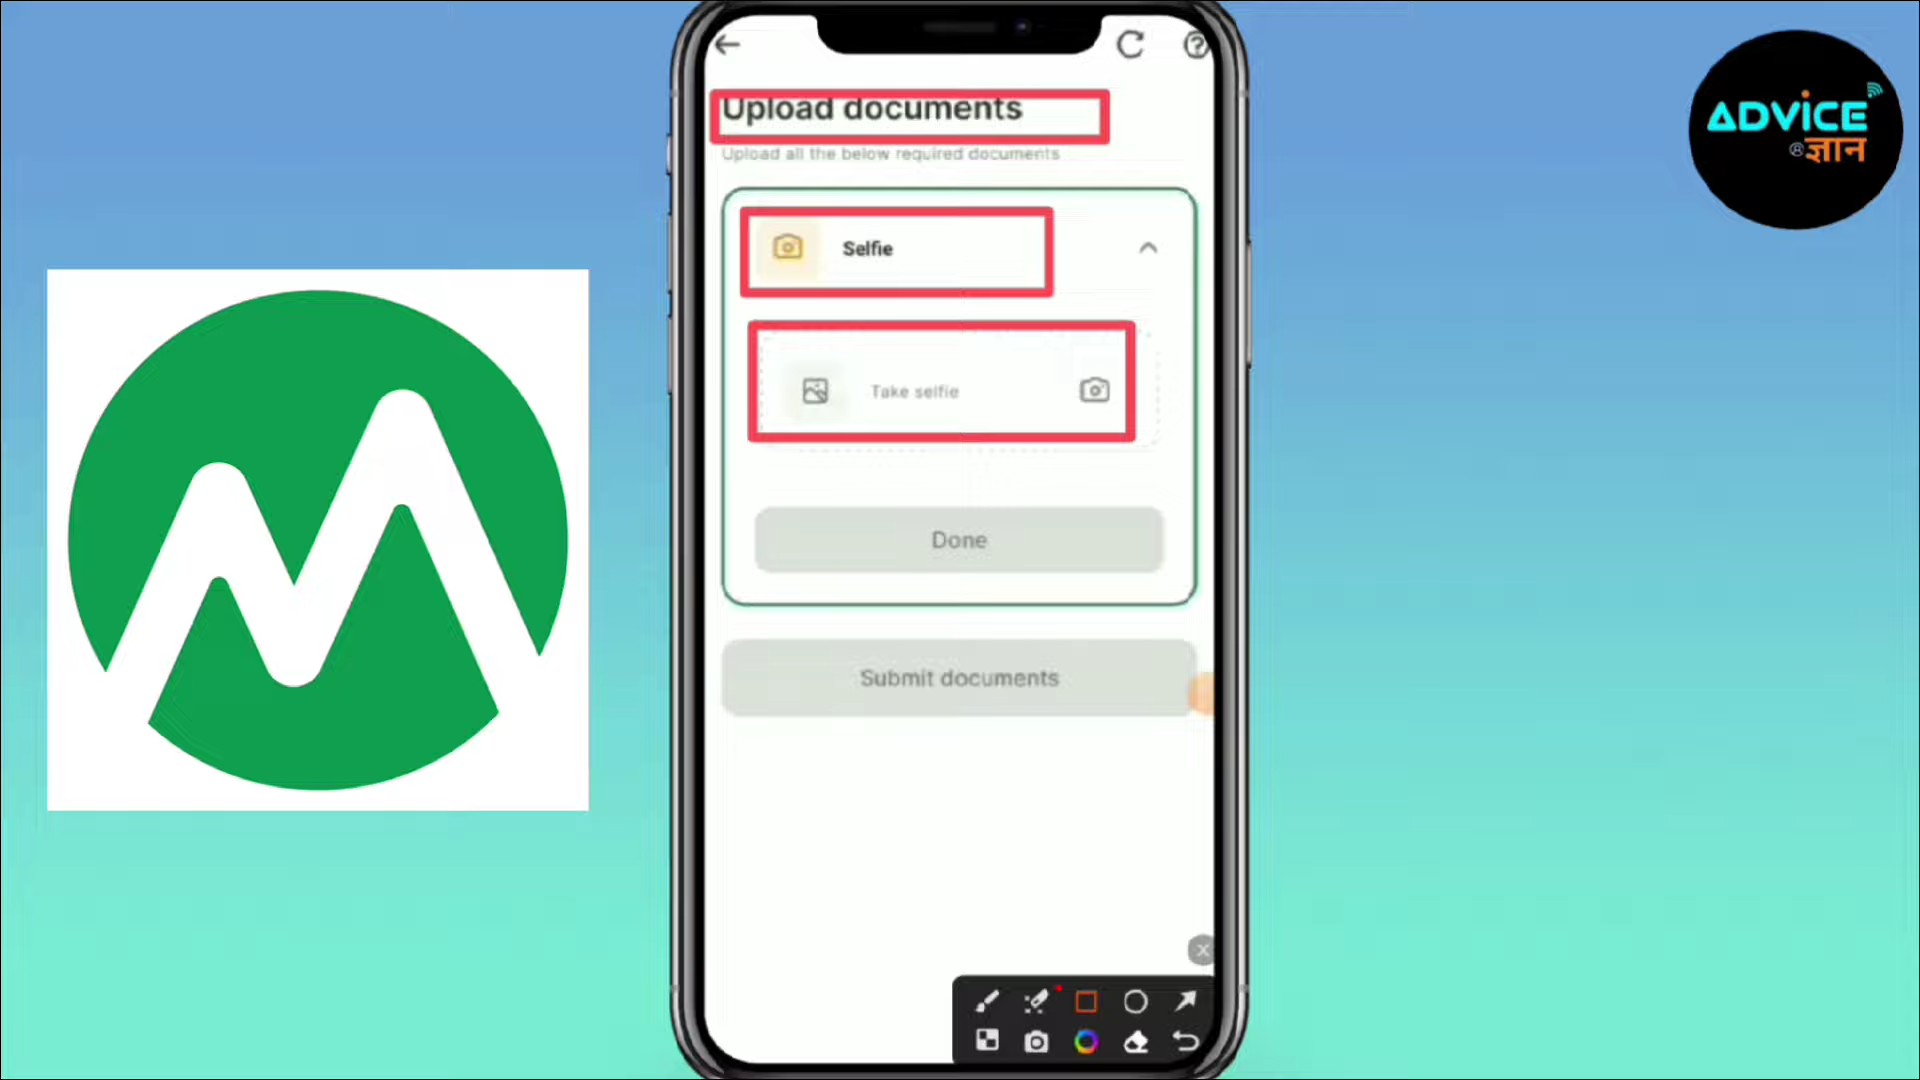 Upload documents
Upload all the below required documents
Selfie
Take selfie
Done
Submit documents
ADVICE
ज्ञान